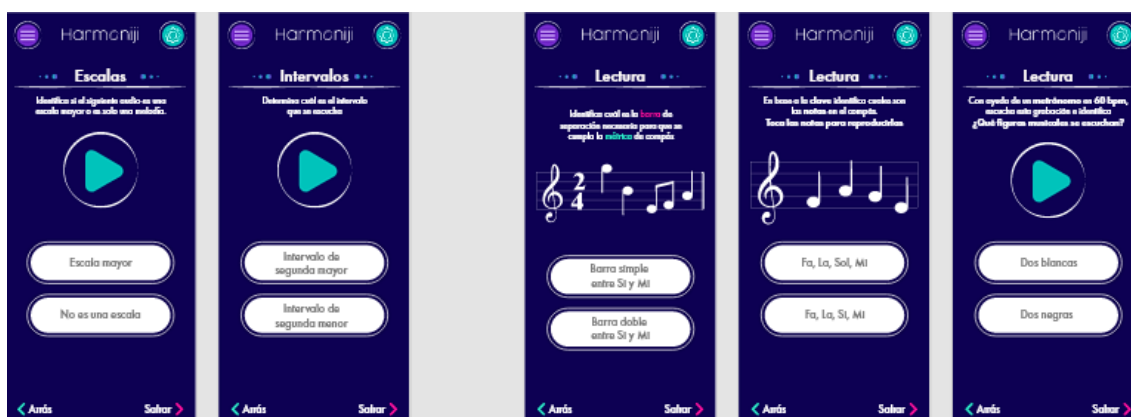 Harmoniji
Escalas
Identifica si el siguiente audio es una
escala mayor o es solo una melodía.
Escala mayor
No es una escala
Atrás
Saltar
Harmoniji
Intervalos
Determina cuál es el intervalo
que se escucha
Intervalo de
segunda mayor
Intervalo de
segunda menor
Atrás
Saltar
Harmoniji
Lectura
Identifica cuál es la barra de
separación necesaria para que se
cumpla la métrica de compás
2
4
Barra simple
entre Si y Mi
Barra doble
entre Si y Mi
Atrás
Saltar
Harmoniji
Lectura
En base a la clave identifica cuales son
las notas en el compás.
Toca las notas para reproducirlas
Fa, La, Sol, Mi
Fa, La, Si, Mi
Atrás
Saltar
Harmoniji
Lectura
Con ayuda de un metrónomo en 60 bpm,
escucha esta grabación e identifica
¿Qué figuras musicales se escuchan?
Dos blancas
Dos negras
Atrás
Saltar